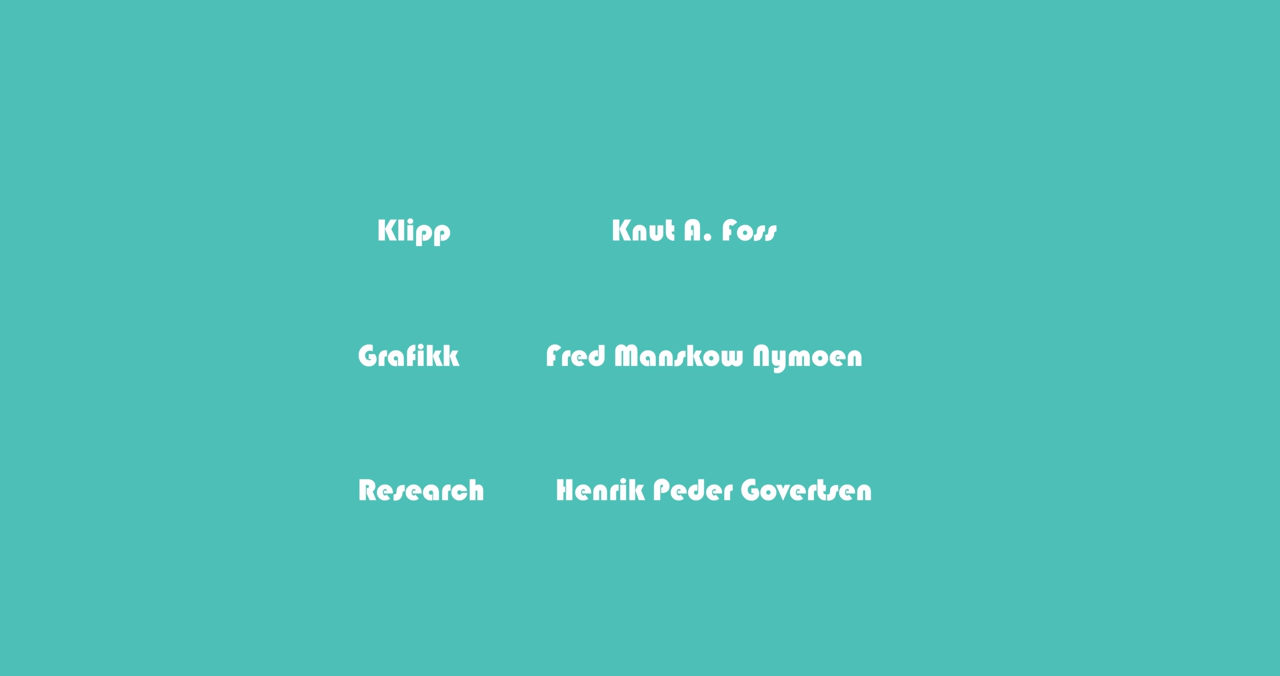 Klipp Knut A. Foss
Grafikk Fred Manskow Nymoen
Research Henrik Peder Govertsen